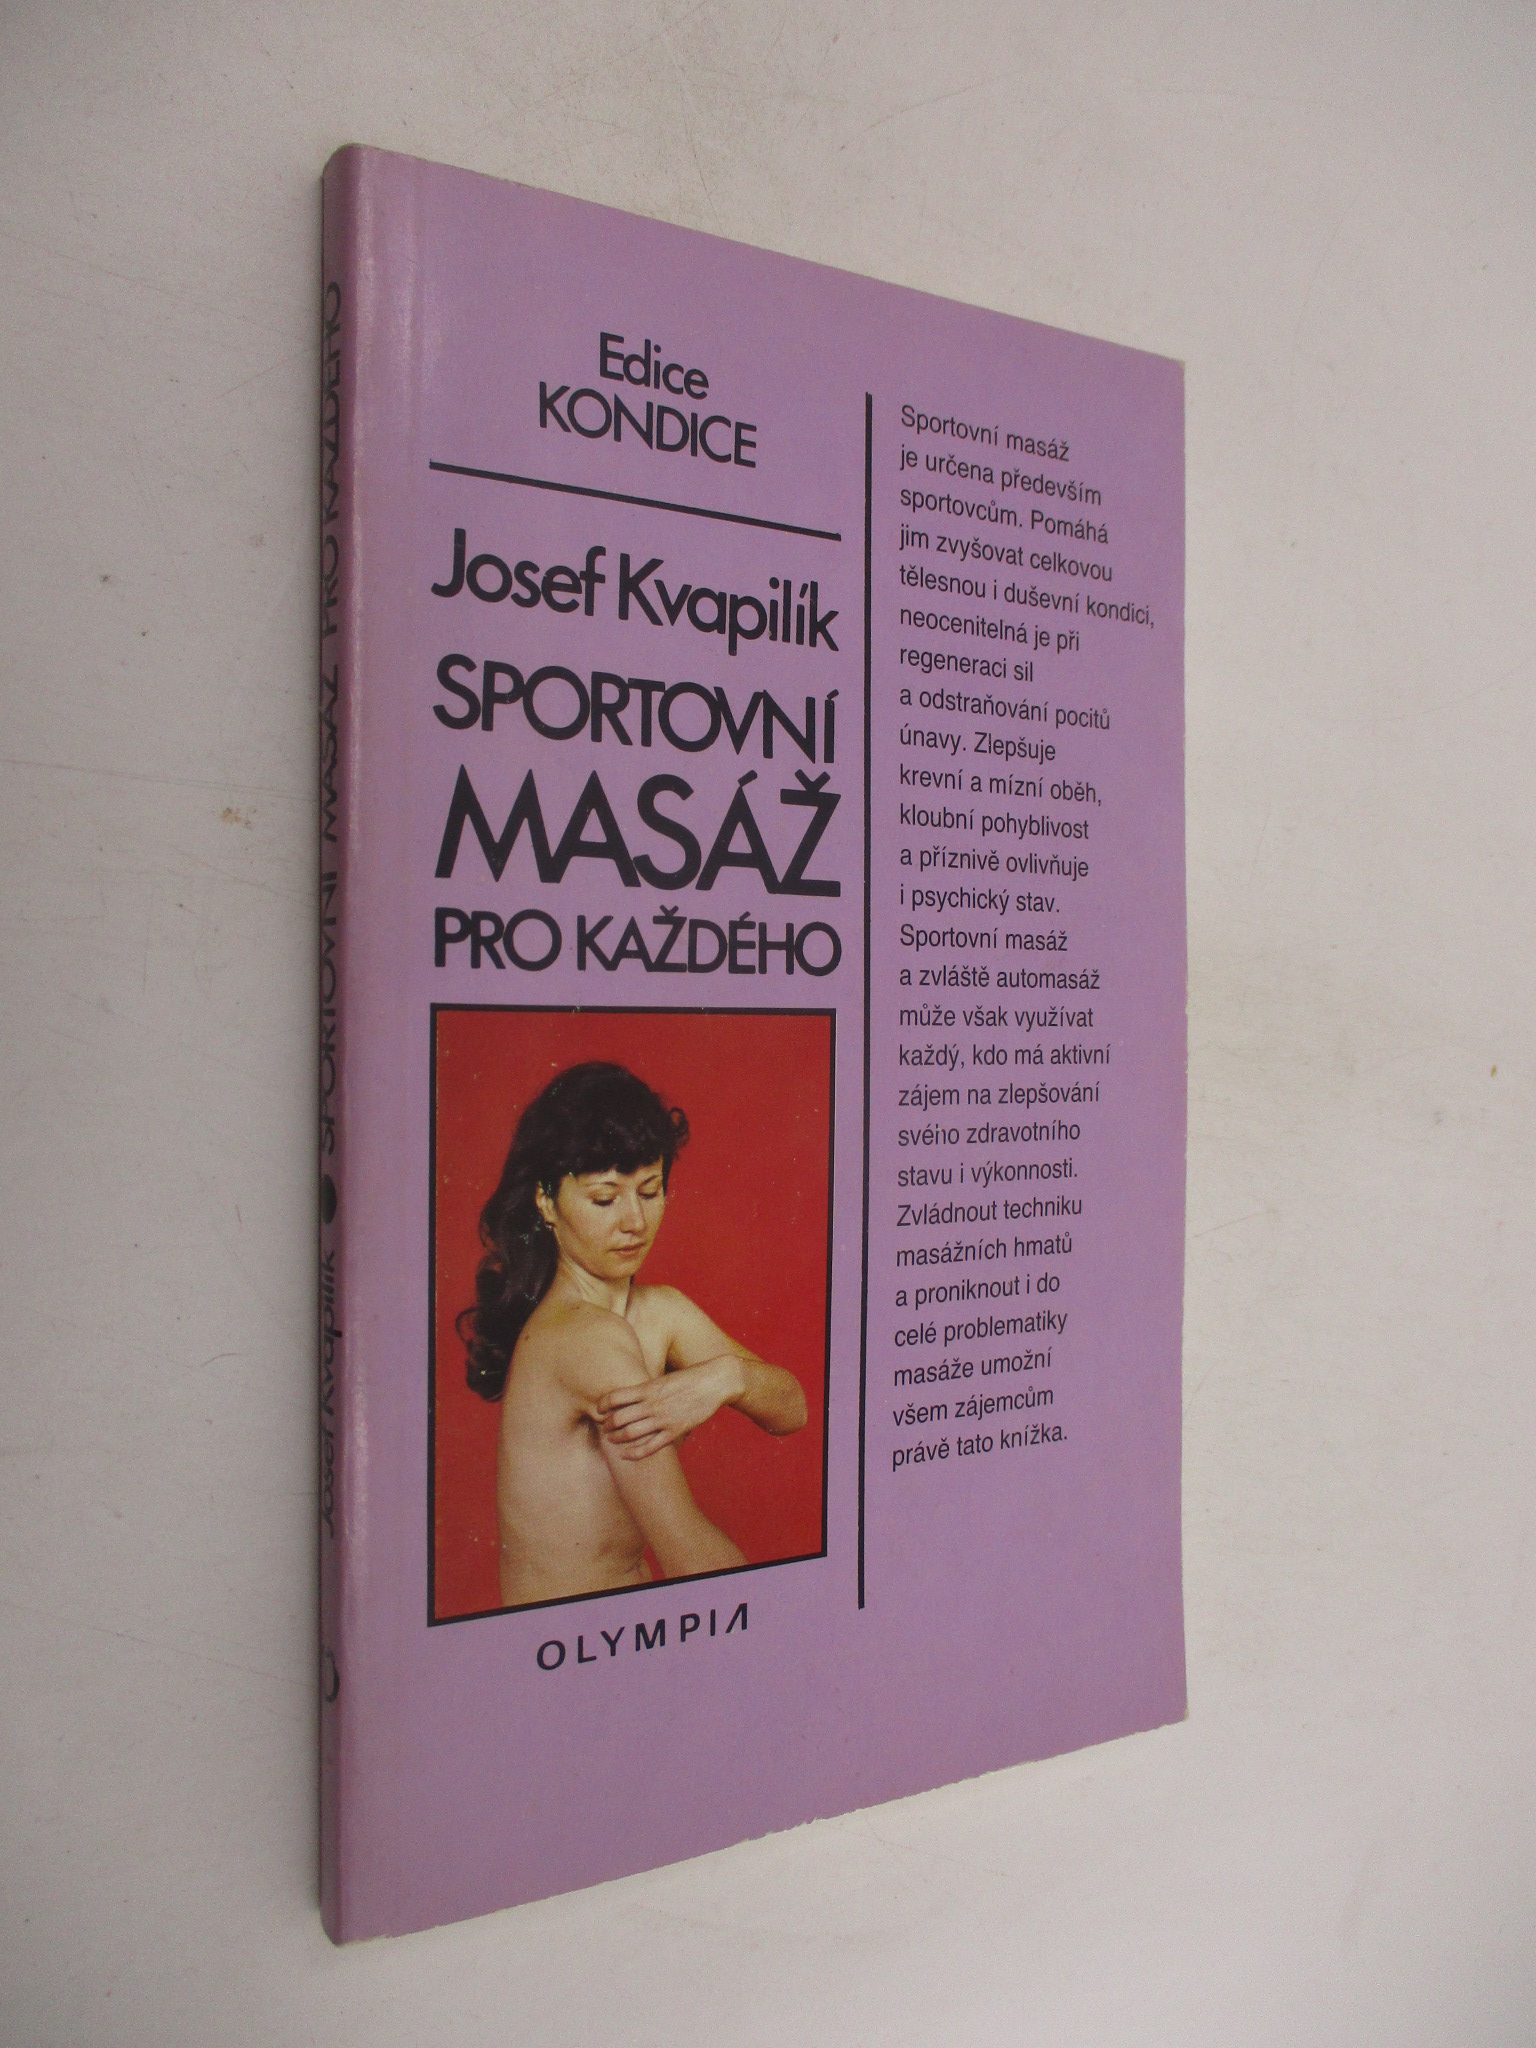 Edice
KONDICE
Josef Kvapilík
SPORTOVNÍ
MASÁŽ
PRO KAŽDÉHO
OLYMPIA
Sportovní masáž
je určena především
sportovcům. Pomáhá
jim zvyšovat celkovou
tělesnou i duševní kondici,
neocenitelná je při
regeneraci sil
a odstraňování pocitů
únavy. Zlepšuje
krevní a mízní oběh,
kloubní pohyblivost
a příznivě ovlivňuje
i psychický stav.
Sportovní masáž
a zvláště automasáž
může však využívat
každý, kdo má aktivní
zájem na zlepšování
svého zdravotního
stavu i výkonnosti.
Zvládnout techniku
masážních hmatů
a proniknout i do
celé problematiky
masáže umožní
všem zájemcům
právě tato knížka.
Josef Kvapilík ● SPORTOVNÍ MASÁŽ PRO KAŽDÉHO